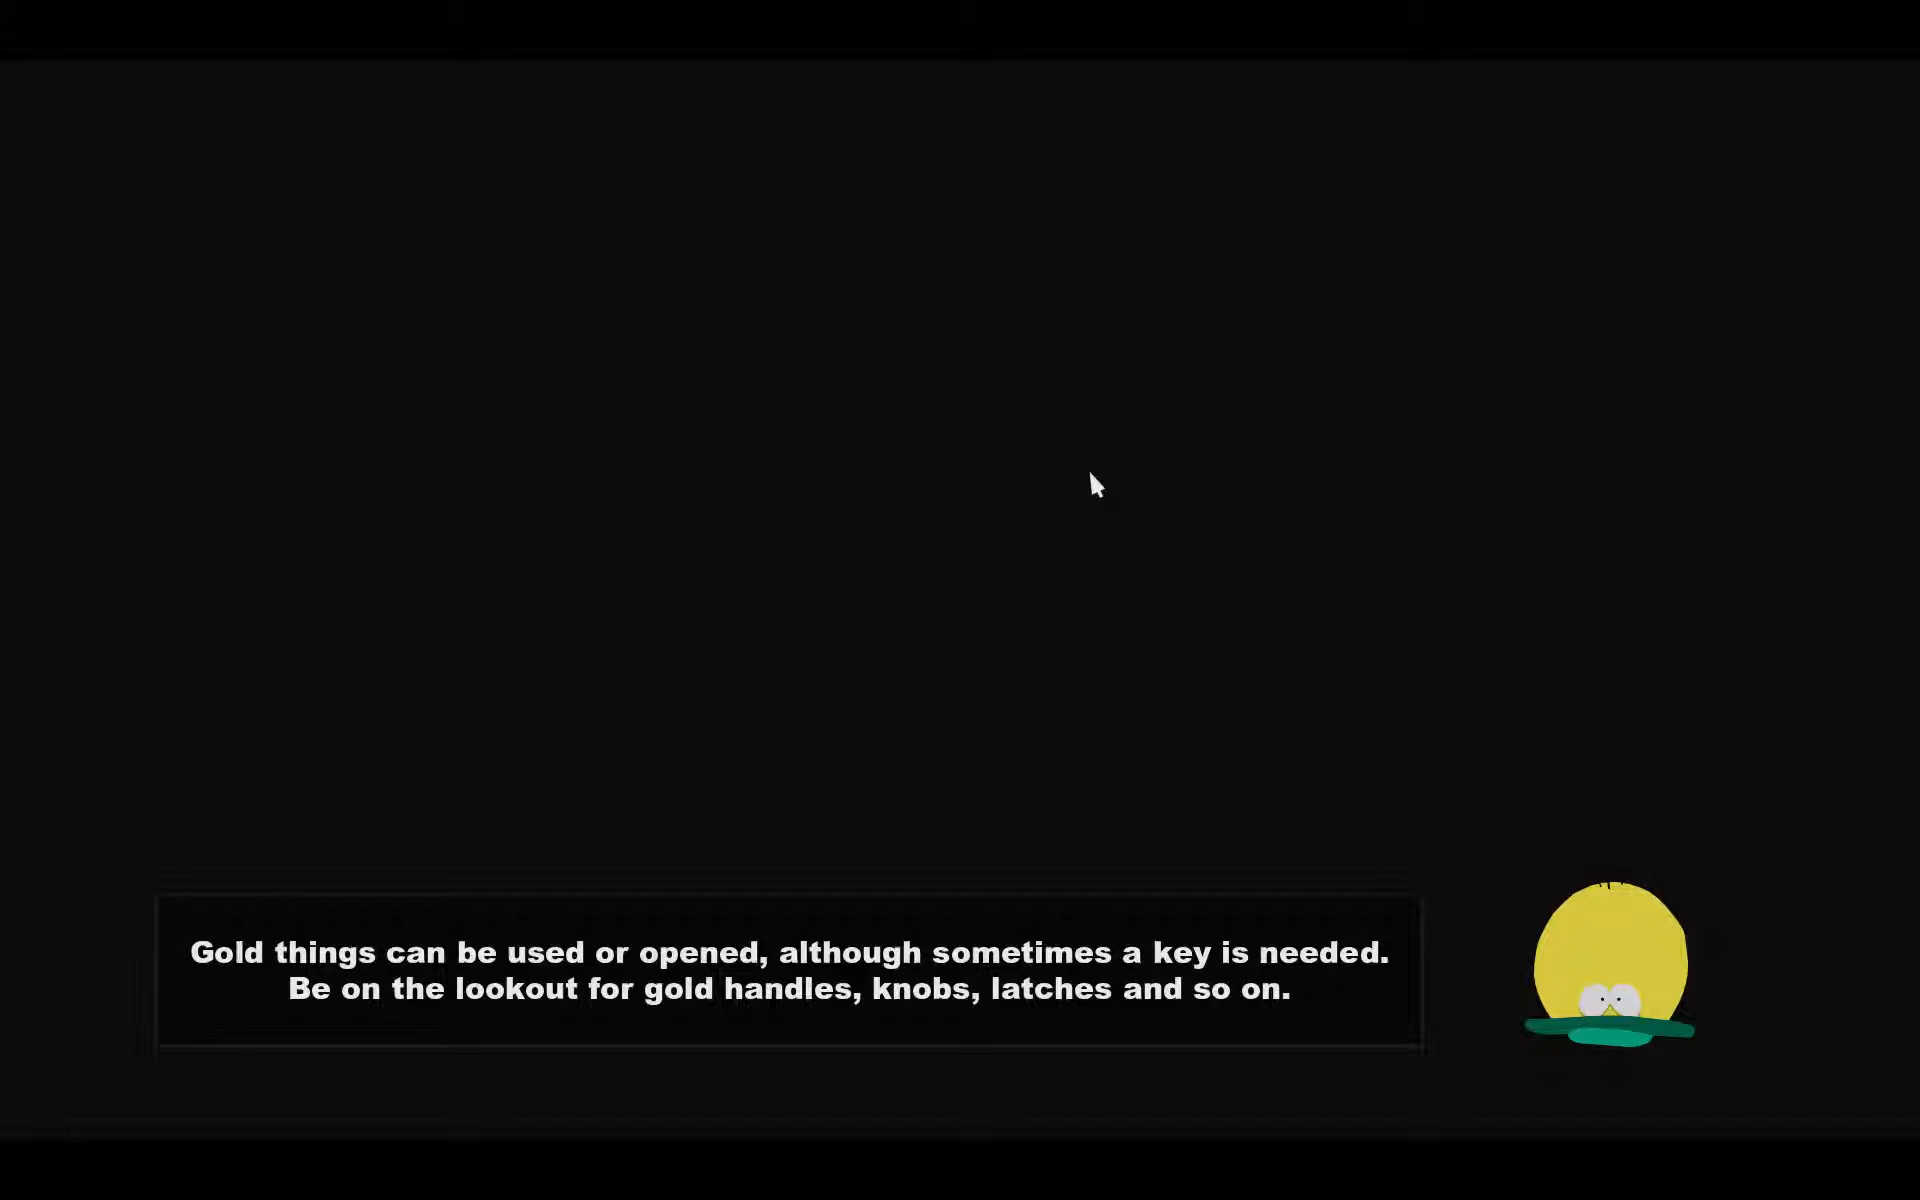 Gold things can be used or opened, although sometimes a key is needed.
Be on the lookout for gold handles, knobs, latches and so on.